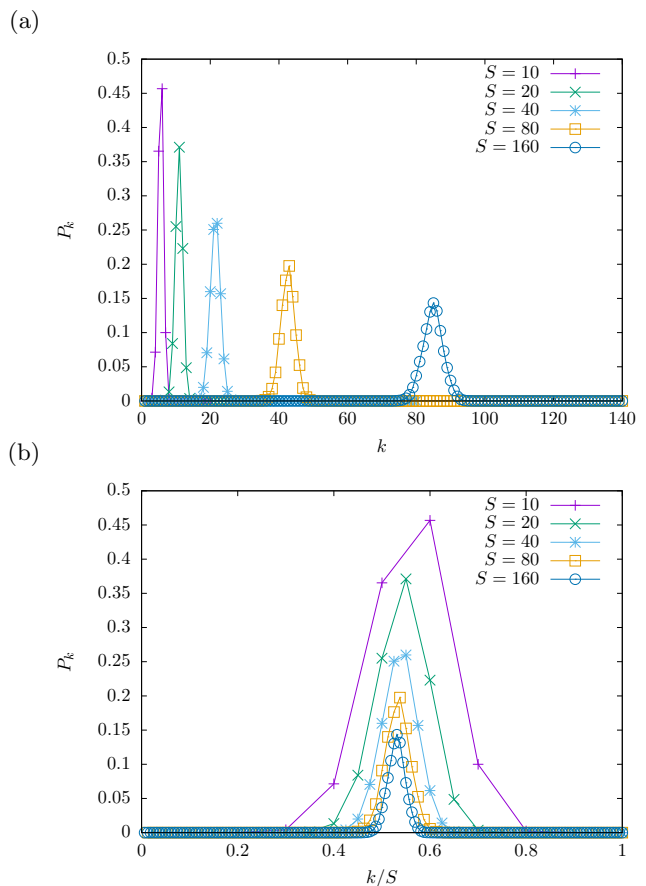 (a)
0.5
0.45
0.4
0.35
0.3
0.25
0.2
0.15
0.1
0.05
0
P_k
S = 10
S = 20
S = 40
S = 80
S = 160
0 20 40 60 80 100 120 140
k
(b)
0.5
0.45
0.4
0.35
0.3
0.25
0.2
0.15
0.1
0.05
0
P_k
S = 10
S = 20
S = 40
S = 80
S = 160
0 0.2 0.4 0.6 0.8 1
k/S